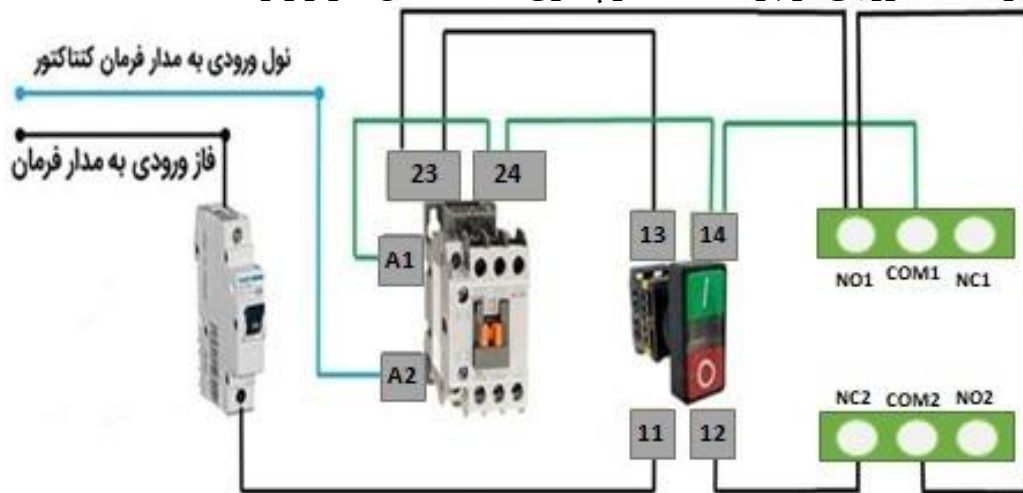 نول ورودی به مدار فرمان کنتاکتور
فاز ورودی به مدار فرمان
23 24
A1
A2
13 14
11 12
I
O
NO1 COM1 NC1
NC2 COM2 NO2